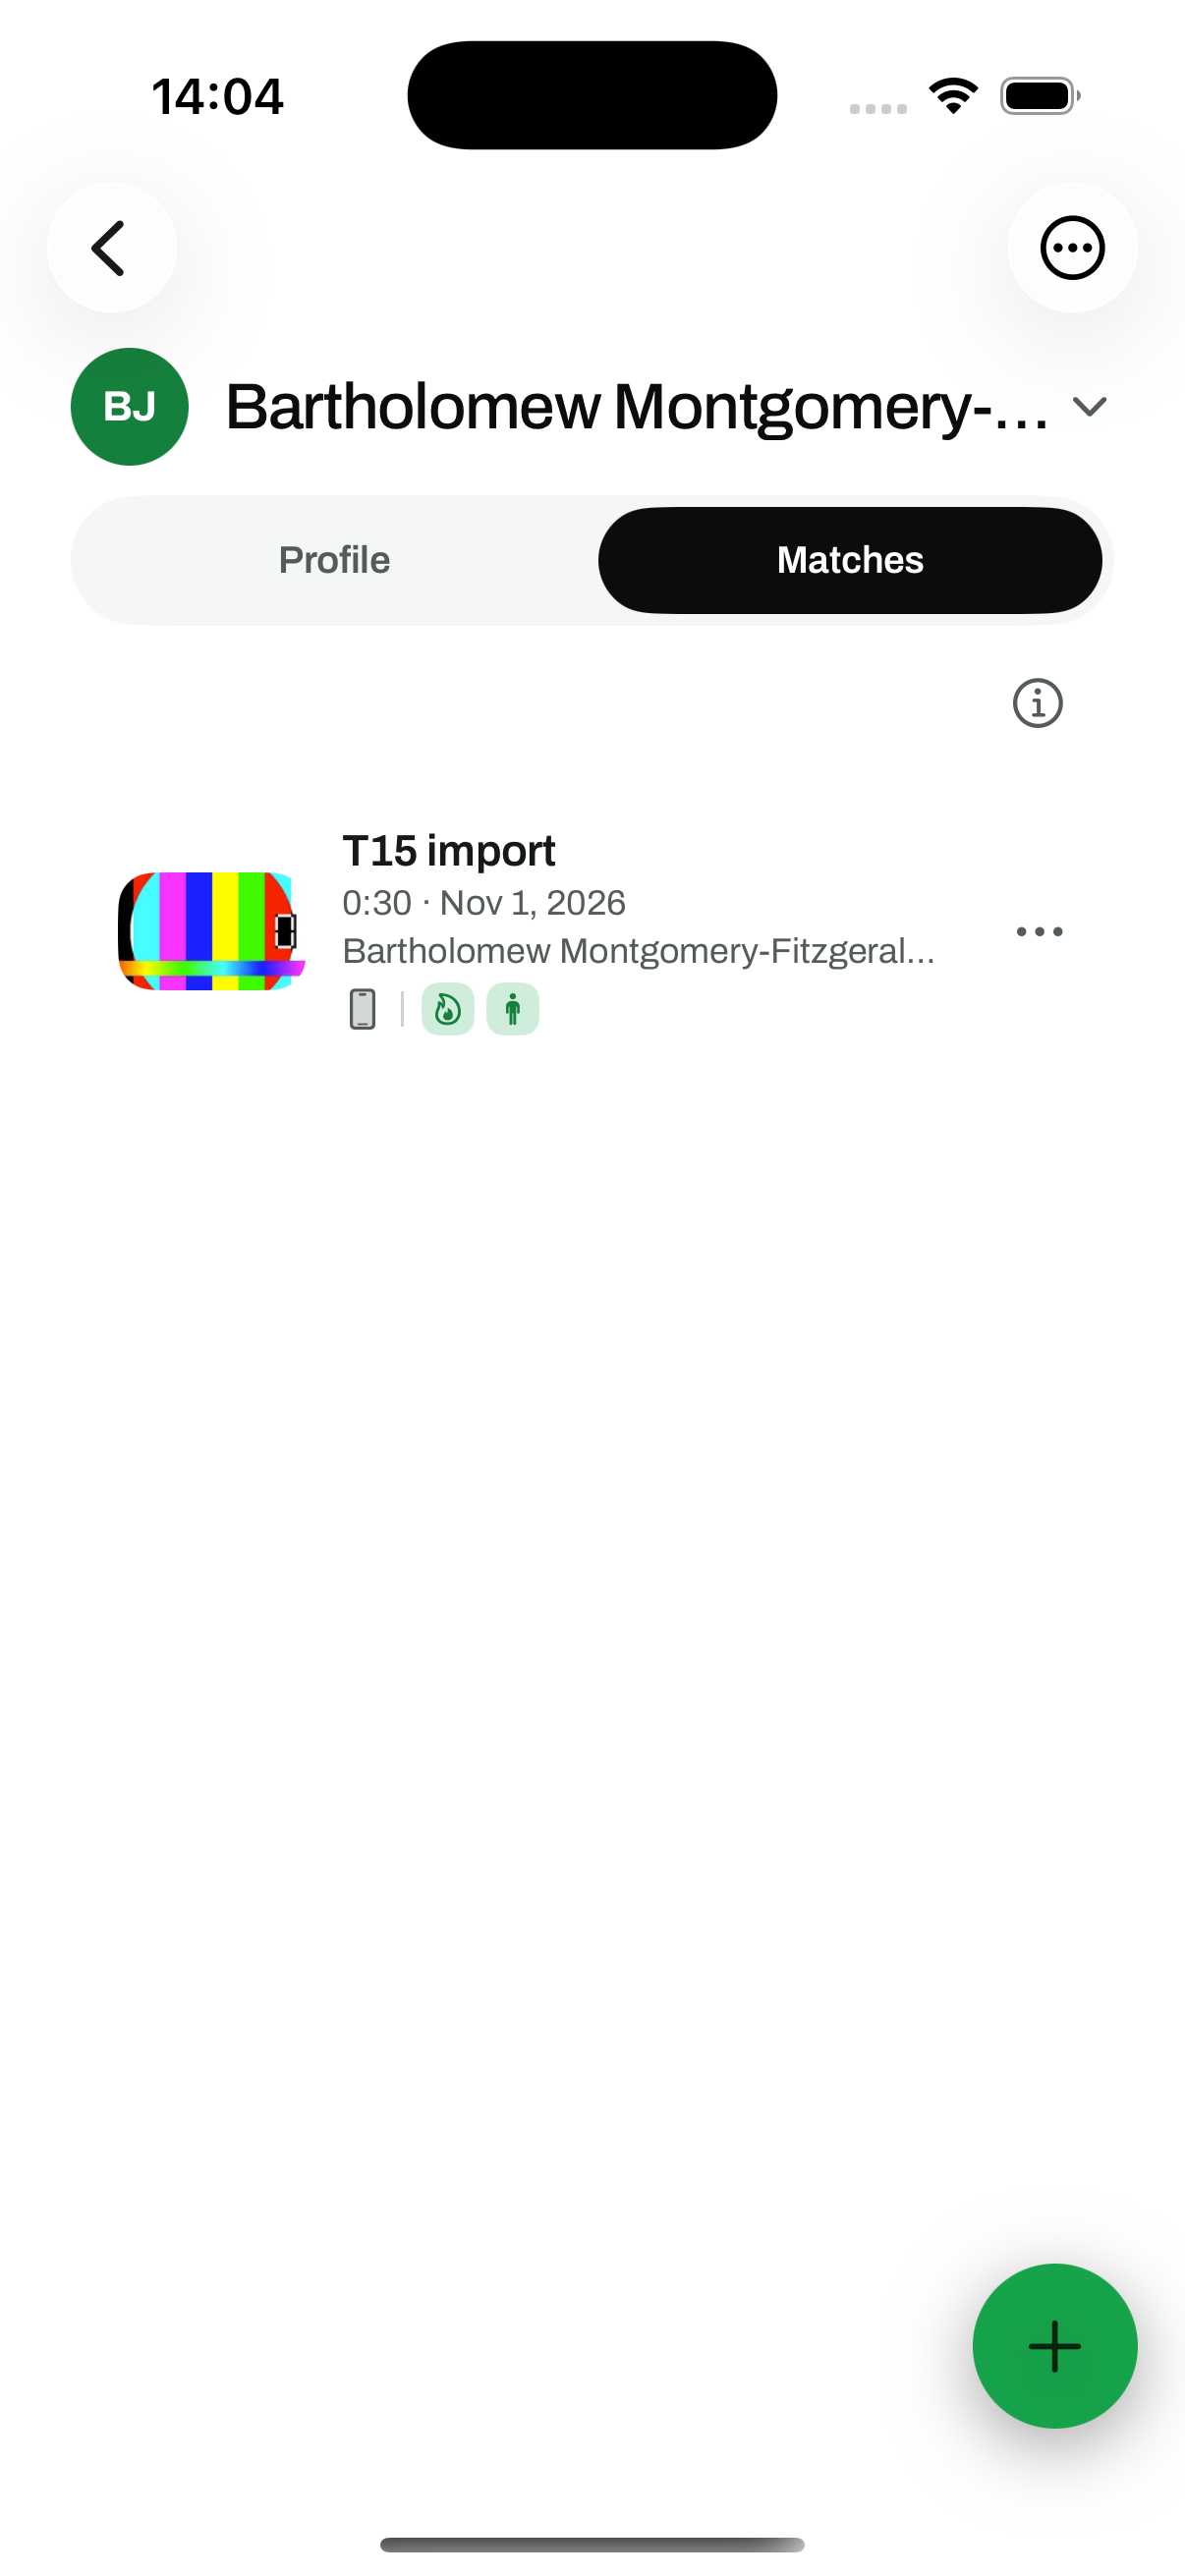 14:04
BJ
Bartholomew Montgomery-...
Profile
Matches
T15 import
0:30 · Nov 1, 2026
Bartholomew Montgomery-Fitzgeral...